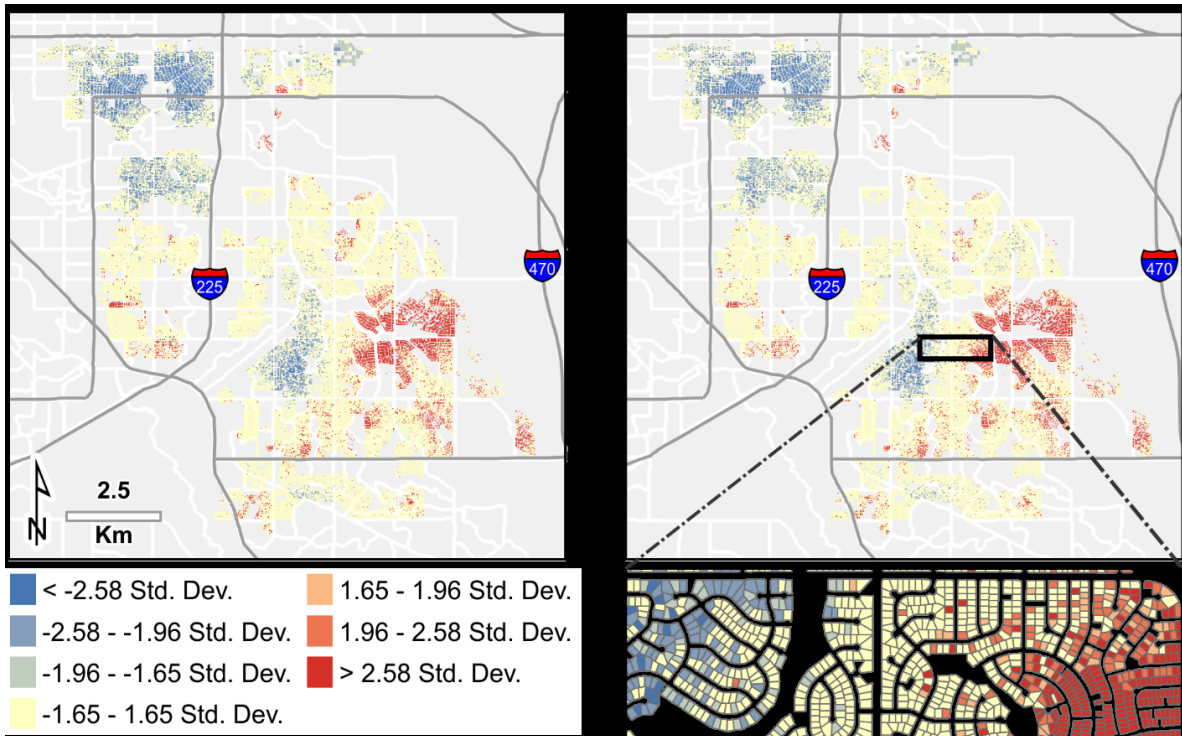 470
470
225
225
2.5
Km
N
< -2.58 Std. Dev.
-2.58 - -1.96 Std. Dev.
-1.96 - -1.65 Std. Dev.
-1.65 - 1.65 Std. Dev.
1.65 - 1.96 Std. Dev.
1.96 - 2.58 Std. Dev.
> 2.58 Std. Dev.